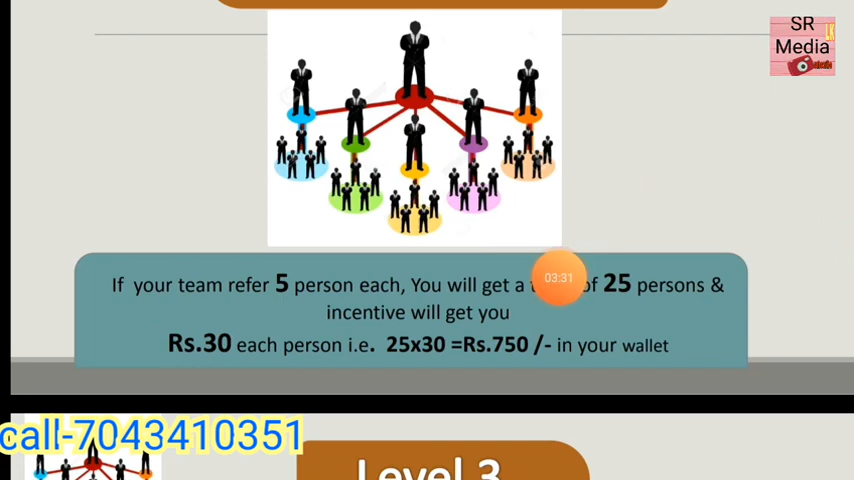 SR
Media
If your team refer 5 person each, You will get a of 25 persons &
incentive will get you
Rs.30 each person i.e. 25x30 =Rs.750 /- in your wallet
03:31
call-7043410351
Level 3